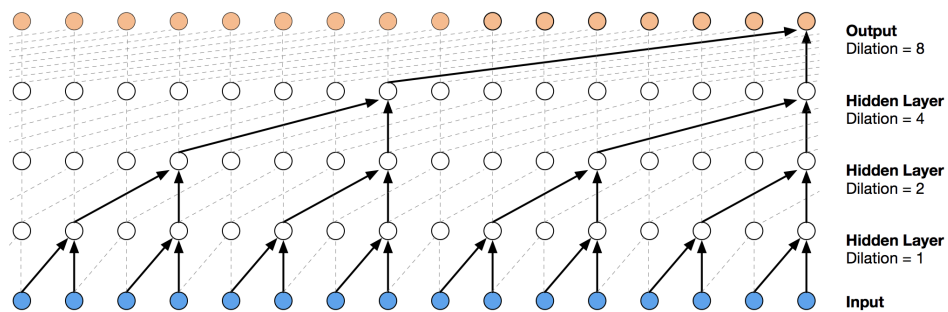 Output
Dilation = 8
Hidden Layer
Dilation = 4
Hidden Layer
Dilation = 2
Hidden Layer
Dilation = 1
Input